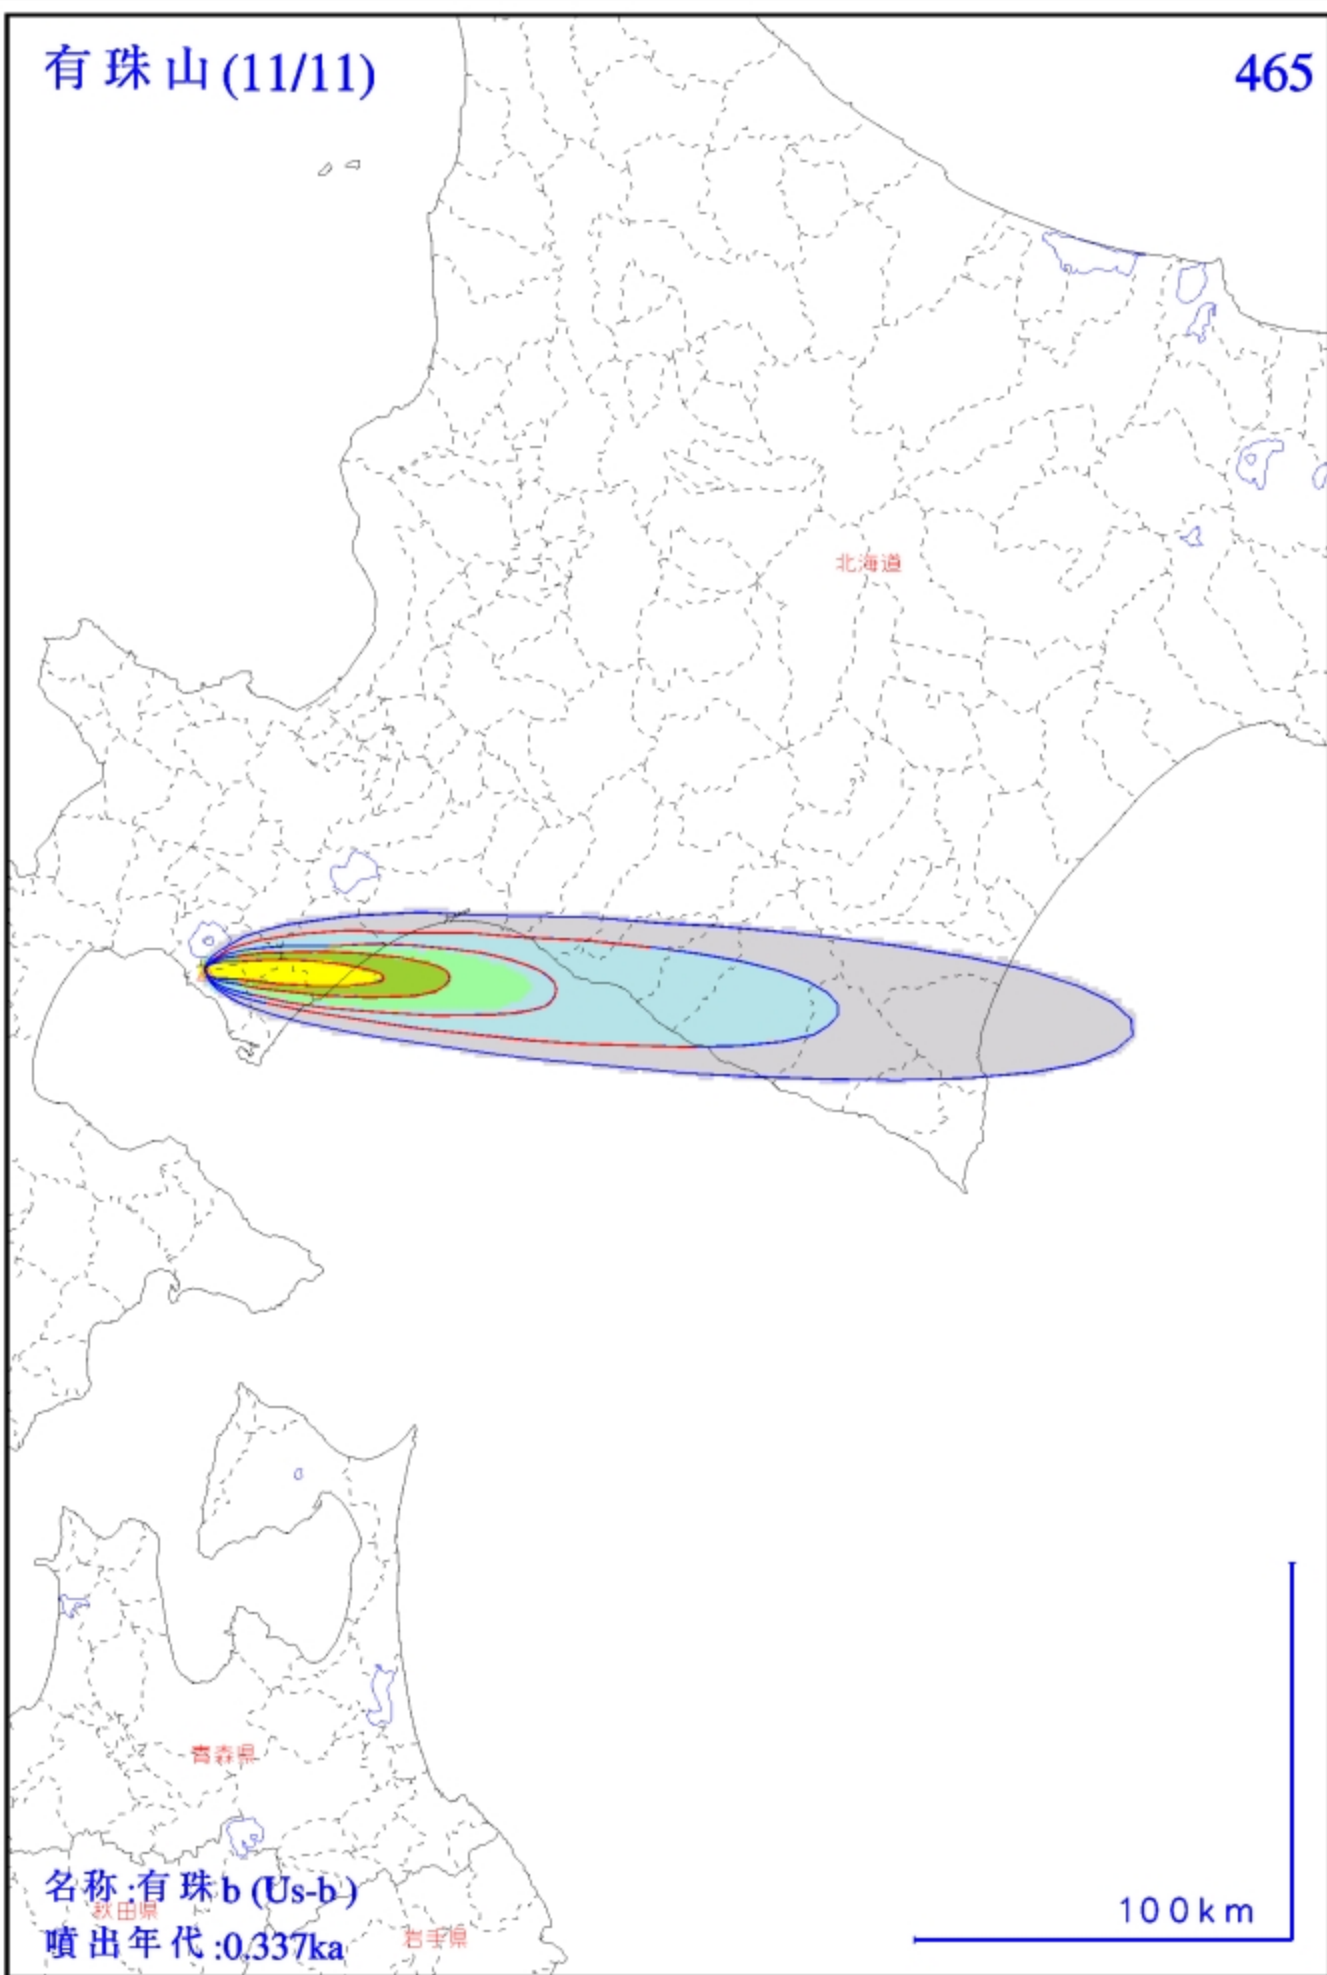 有珠山(11/11)
465
北海道
青森県
名称:有珠b (Us-b )
秋田県
噴出年代:0.337ka
岩手県
100km